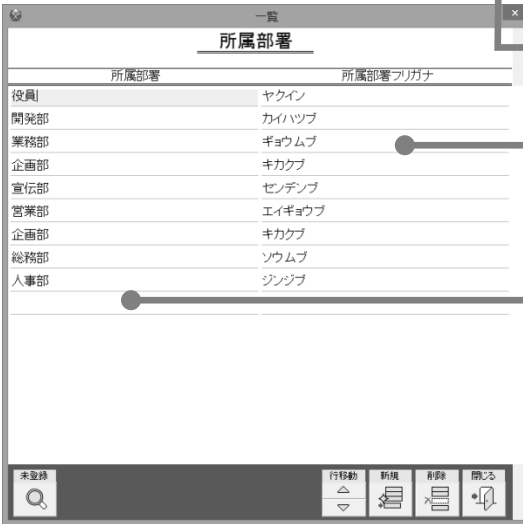 一覧
所属部署
所属部署 所属部署フリガナ
役員 ヤクイン
開発部 カイハツブ
業務部 ギョウムブ
企画部 キカクブ
宣伝部 センデンブ
営業部 エイギョウブ
企画部 キカクブ
総務部 ソウムブ
人事部 ジンジブ
未登録 行移動 新規 削除 閉じる